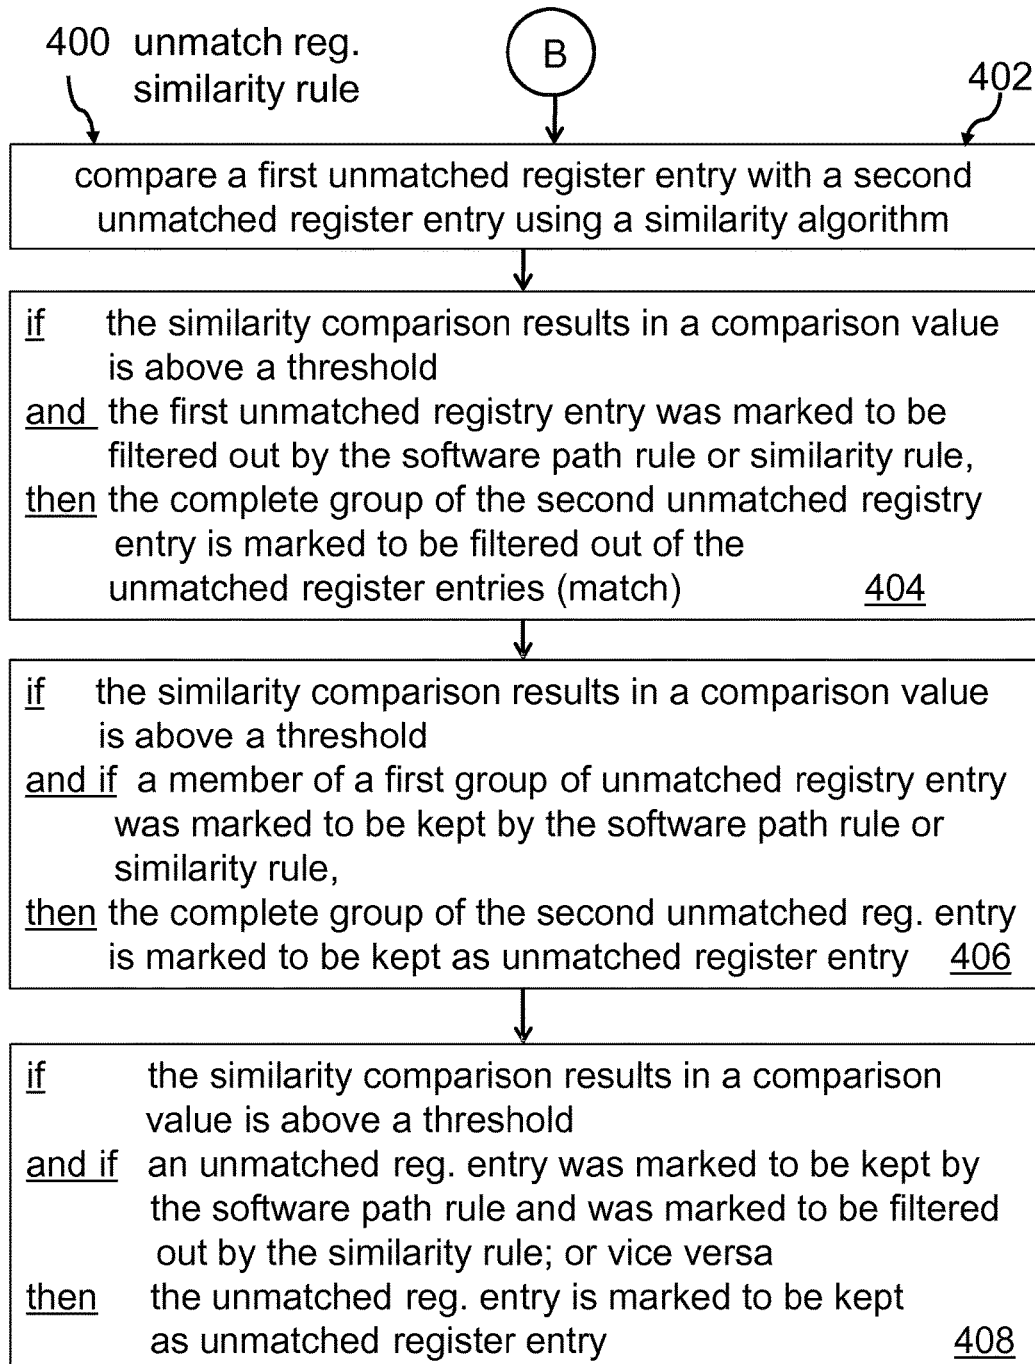 400 unmatch reg.
similarity rule
B
402
compare a first unmatched register entry with a second
unmatched register entry using a similarity algorithm
if the similarity comparison results in a comparison value
is above a threshold
and the first unmatched registry entry was marked to be
filtered out by the software path rule or similarity rule,
then the complete group of the second unmatched registry
entry is marked to be filtered out of the
unmatched register entries (match) 404
if the similarity comparison results in a comparison value
is above a threshold
and if a member of a first group of unmatched registry entry
was marked to be kept by the software path rule or
similarity rule,
then the complete group of the second unmatched reg. entry
is marked to be kept as unmatched register entry 406
if the similarity comparison results in a comparison
value is above a threshold
and if an unmatched reg. entry was marked to be kept by
the software path rule and was marked to be filtered
out by the similarity rule; or vice versa
then the unmatched reg. entry is marked to be kept
as unmatched register entry 408